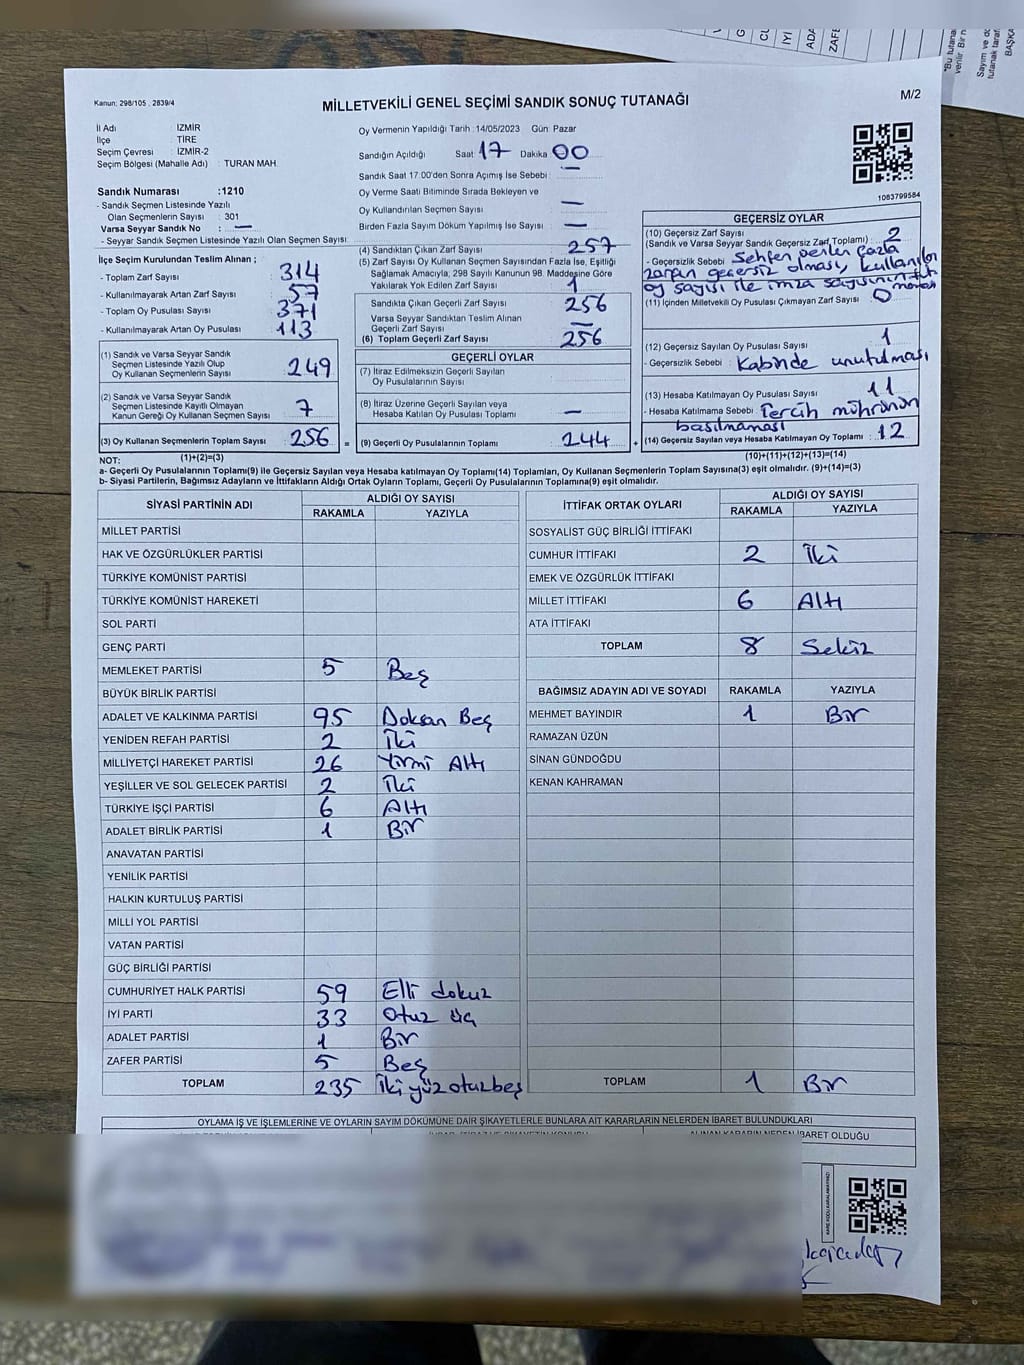 G
CU
IYI
ADA
ZAFE
Kanun: 298/105 , 2839/4
MİLLETVEKİLİ GENEL SEÇİMİ SANDIK SONUÇ TUTANAĞI
M/2
İl Adı : İZMİR
İlçe : TİRE
Seçim Çevresi : İZMİR-2
Seçim Bölgesi (Mahalle Adı) : TURAN MAH.
Sandık Numarası :1210
- Sandık Seçmen Listesinde Yazılı
Olan Seçmenlerin Sayısı : 301
Varsa Seyyar Sandık No : —
- Seyyar Sandık Seçmen Listesinde Yazılı Olan Seçmen Sayısı:
İlçe Seçim Kurulundan Teslim Alınan ;
- Toplam Zarf Sayısı : 314
- Kullanılmayarak Artan Zarf Sayısı : 57
- Toplam Oy Pusulası Sayısı : 371
- Kullanılmayarak Artan Oy Pusulası : 113
(1) Sandık ve Varsa Seyyar Sandık
Seçmen Listesinde Yazılı Olup
Oy Kullanan Seçmenlerin Sayısı : 249
(2) Sandık ve Varsa Seyyar Sandık
Seçmen Listesinde Kayıtlı Olmayan
Kanun Gereği Oy Kullanan Seçmen Sayısı : 7
(3) Oy Kullanan Seçmenlerin Toplam Sayısı : 256
Oy Vermenin Yapıldığı Tarih :14/05/2023 Gün: Pazar
Sandığın Açıldığı Saat: 17 Dakika: 00
Sandık Saat 17:00'den Sonra Açımış İse Sebebi : —
Oy Verme Saati Bitiminde Sırada Bekleyen ve
Oy Kullandırılan Seçmen Sayısı : —
Birden Fazla Sayım Döküm Yapılmış İse Sayısı : —
(4) Sandıktan Çıkan Zarf Sayısı : 257
(5) Zarf Sayısı Oy Kullanan Seçmen Sayısından Fazla İse, Eşitliği
Sağlamak Amacıyla, 298 Sayılı Kanunun 98. Maddesine Göre
Yakılarak Yok Edilen Zarf Sayısı : 1
Sandıkta Çıkan Geçerli Zarf Sayısı : 256
Varsa Seyyar Sandıktan Teslim Alınan
Geçerli Zarf Sayısı : —
(6) Toplam Geçerli Zarf Sayısı : 256
GEÇERLİ OYLAR
(7) İtiraz Edilmeksizin Geçerli Sayılan
Oy Pusulalarının Sayısı :
(8) İtiraz Üzerine Geçerli Sayılan veya
Hesaba Katılan Oy Pusulası Toplamı : —
= (9) Geçerli Oy Pusulalarının Toplamı : 244 +
1083799584
GEÇERSİZ OYLAR
(10) Geçersiz Zarf Sayısı : 2
(Sandık ve Varsa Seyyar Sandık Geçersiz Zarf Toplamı)
- Geçersizlik Sebebi : Sehfen verilen fazla
zarfın geçersiz olması, kullanılan
oy sayısı ile imza sayısının tut
maması
(11) İçinden Milletvekili Oy Pusulası Çıkmayan Zarf Sayısı : 0
(12) Geçersiz Sayılan Oy Pusulası Sayısı : 1
- Geçersizlik Sebebi : Kabinde unutulması
(13) Hesaba Katılmayan Oy Pusulası Sayısı : 11
- Hesaba Katılmama Sebebi : Tercih mührünün
basılmaması
(14) Geçersiz Sayılan veya Hesaba Katılmayan Oy Toplamı : 12
NOT: (1)+(2)=(3) (10)+(11)+(12)+(13)=(14)
a- Geçerli Oy Pusulalarının Toplamı(9) ile Geçersiz Sayılan veya Hesaba katılmayan Oy Toplamı(14) Toplamları, Oy Kullanan Seçmenlerin Toplam Sayısına(3) eşit olmalıdır. (9)+(14)=(3)
b- Siyasi Partilerin, Bağımsız Adayların ve İttifakların Aldığı Ortak Oyların Toplamı, Geçerli Oy Pusulalarının Toplamına(9) eşit olmalıdır.
SİYASİ PARTİNİN ADI ALDIĞI OY SAYISI
RAKAMLA YAZIYLA
MİLLET PARTİSİ
HAK VE ÖZGÜRLÜKLER PARTİSİ
TÜRKİYE KOMÜNİST PARTİSİ
TÜRKİYE KOMÜNİST HAREKETİ
SOL PARTİ
GENÇ PARTİ
MEMLEKET PARTİSİ 5 Beş
BÜYÜK BİRLİK PARTİSİ
ADALET VE KALKINMA PARTİSİ 95 Doksan Beş
YENİDEN REFAH PARTİSİ 2 İki
MİLLİYETÇİ HAREKET PARTİSİ 26 Yirmi Altı
YEŞİLLER VE SOL GELECEK PARTİSİ 2 İki
TÜRKİYE İŞÇİ PARTİSİ 6 Altı
ADALET BİRLİK PARTİSİ 1 Bir
ANAVATAN PARTİSİ
YENİLİK PARTİSİ
HALKIN KURTULUŞ PARTİSİ
MİLLİ YOL PARTİSİ
VATAN PARTİSİ
GÜÇ BİRLİĞİ PARTİSİ
CUMHURİYET HALK PARTİSİ 59 Elli dokuz
İYİ PARTİ 33 Otuz üç
ADALET PARTİSİ 1 Bir
ZAFER PARTİSİ 5 Beş
TOPLAM 235 İki yüz otuz beş
İTTİFAK ORTAK OYLARI ALDIĞI OY SAYISI
RAKAMLA YAZIYLA
SOSYALİST GÜÇ BİRLİĞİ İTTİFAKI
CUMHUR İTTİFAKI 2 İki
EMEK VE ÖZGÜRLÜK İTTİFAKI
MİLLET İTTİFAKI 6 Altı
ATA İTTİFAKI
TOPLAM 8 Sekiz
BAĞIMSIZ ADAYIN ADI VE SOYADI RAKAMLA YAZIYLA
MEHMET BAYINDIR 1 Bir
RAMAZAN ÜZÜN
SİNAN GÜNDOĞDU
KENAN KAHRAMAN
TOPLAM 1 Bir
OYLAMA İŞ VE İŞLEMLERİNE VE OYLARIN SAYIM DÖKÜMÜNE DAİR ŞİKAYETLERLE BUNLARA AİT KARARLARIN NELERDEN İBARET BULUNDUKLARI
ALINAN KARARIN NEDEN İBARET OLDUĞU
KARE KODU KARALAMAYINIZ!